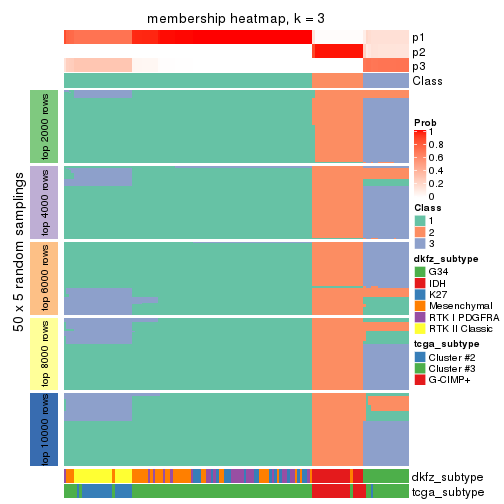 membership heatmap, k = 3
p1
p2
p3
Class
50 x 5 random samplings
top 2000 rows
top 4000 rows
top 6000 rows
top 8000 rows
top 10000 rows
Prob
1
0.8
0.6
0.4
0.2
0
Class
1
2
3
dkfz_subtype
G34
IDH
K27
Mesenchymal
RTK I PDGFRA
RTK II Classic
tcga_subtype
Cluster #2
Cluster #3
G-CIMP+
dkfz_subtype
tcga_subtype